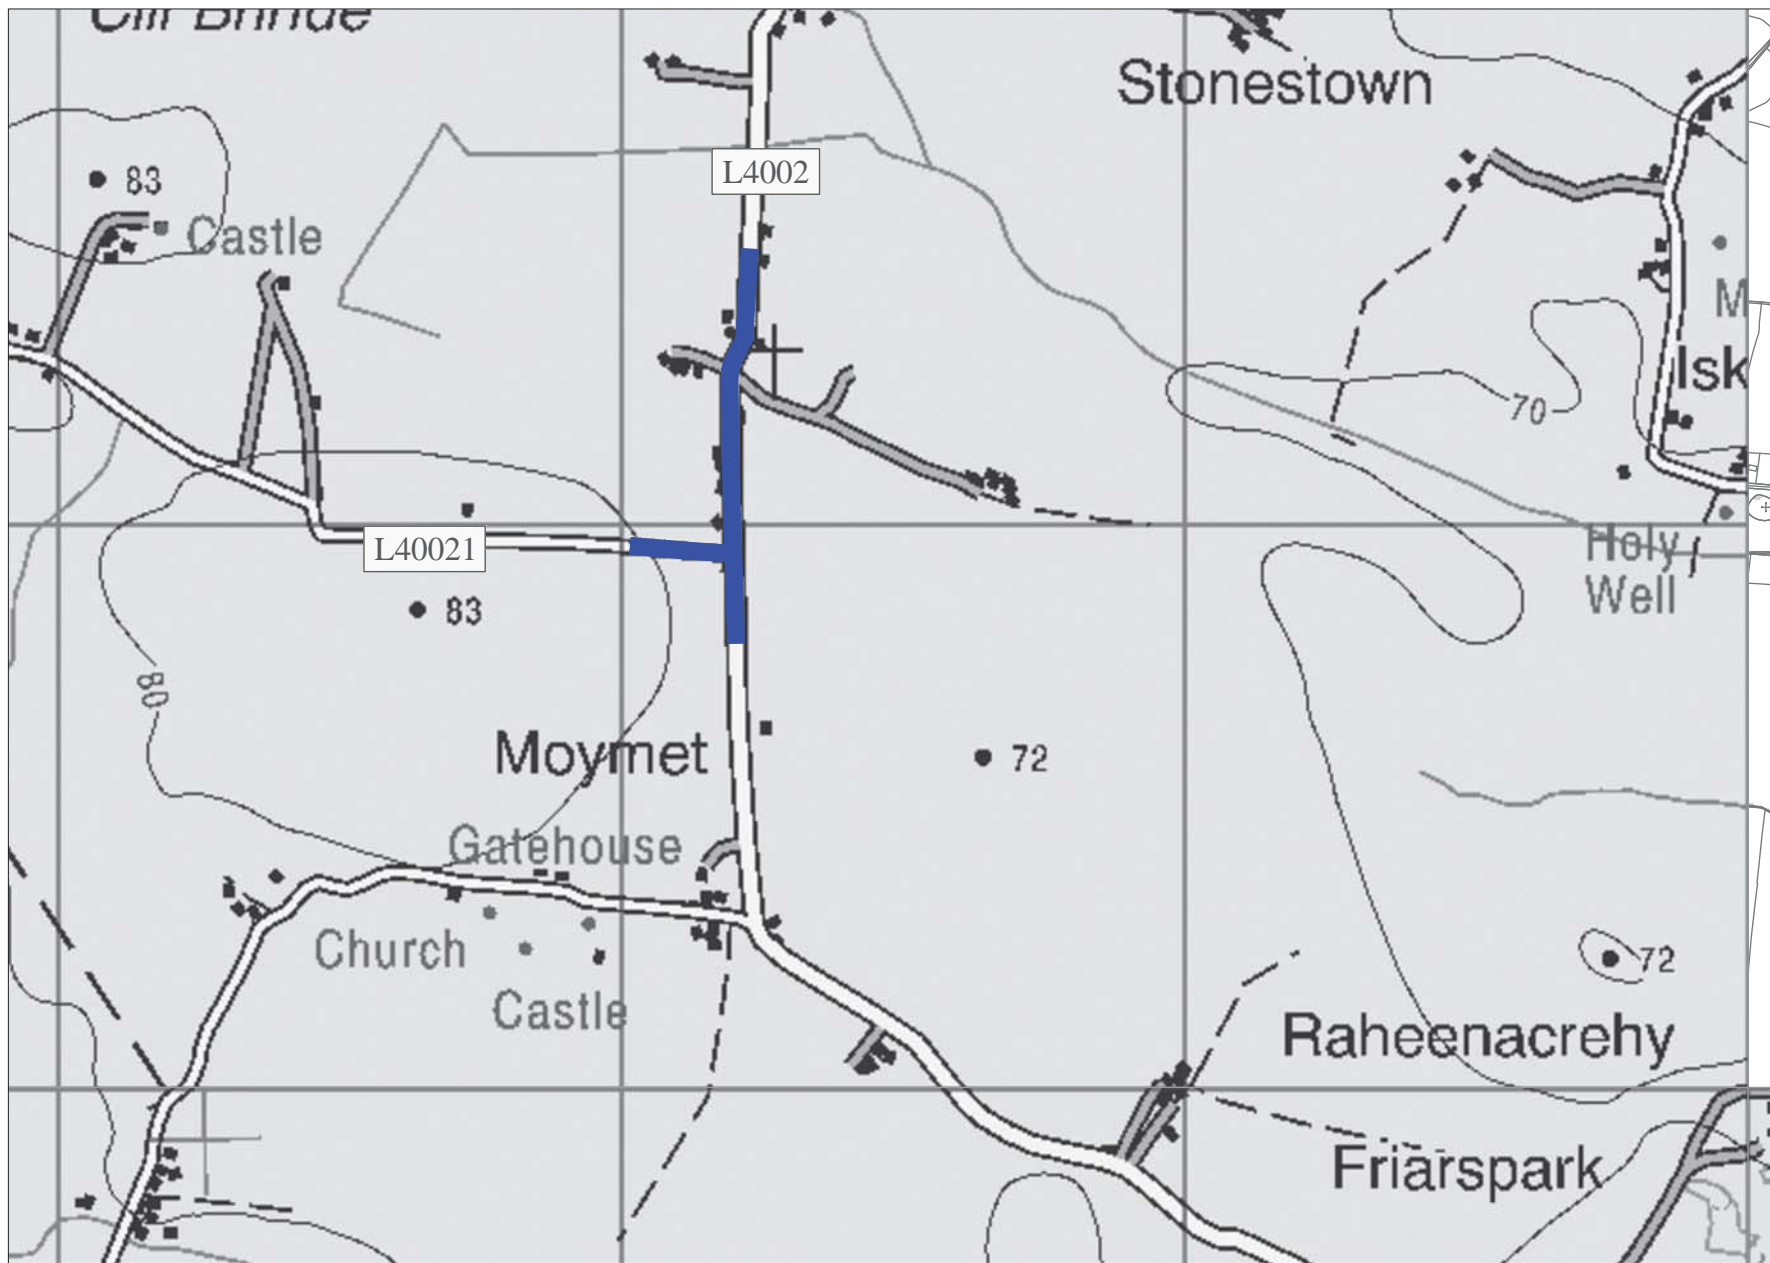 Stonestown
L4002
83
Castle
M
Isk
70
L40021
Holy
Well
83
80
Moymet
72
Gatehouse
Church
72
Castle
Raheenacrehy
Friarspark